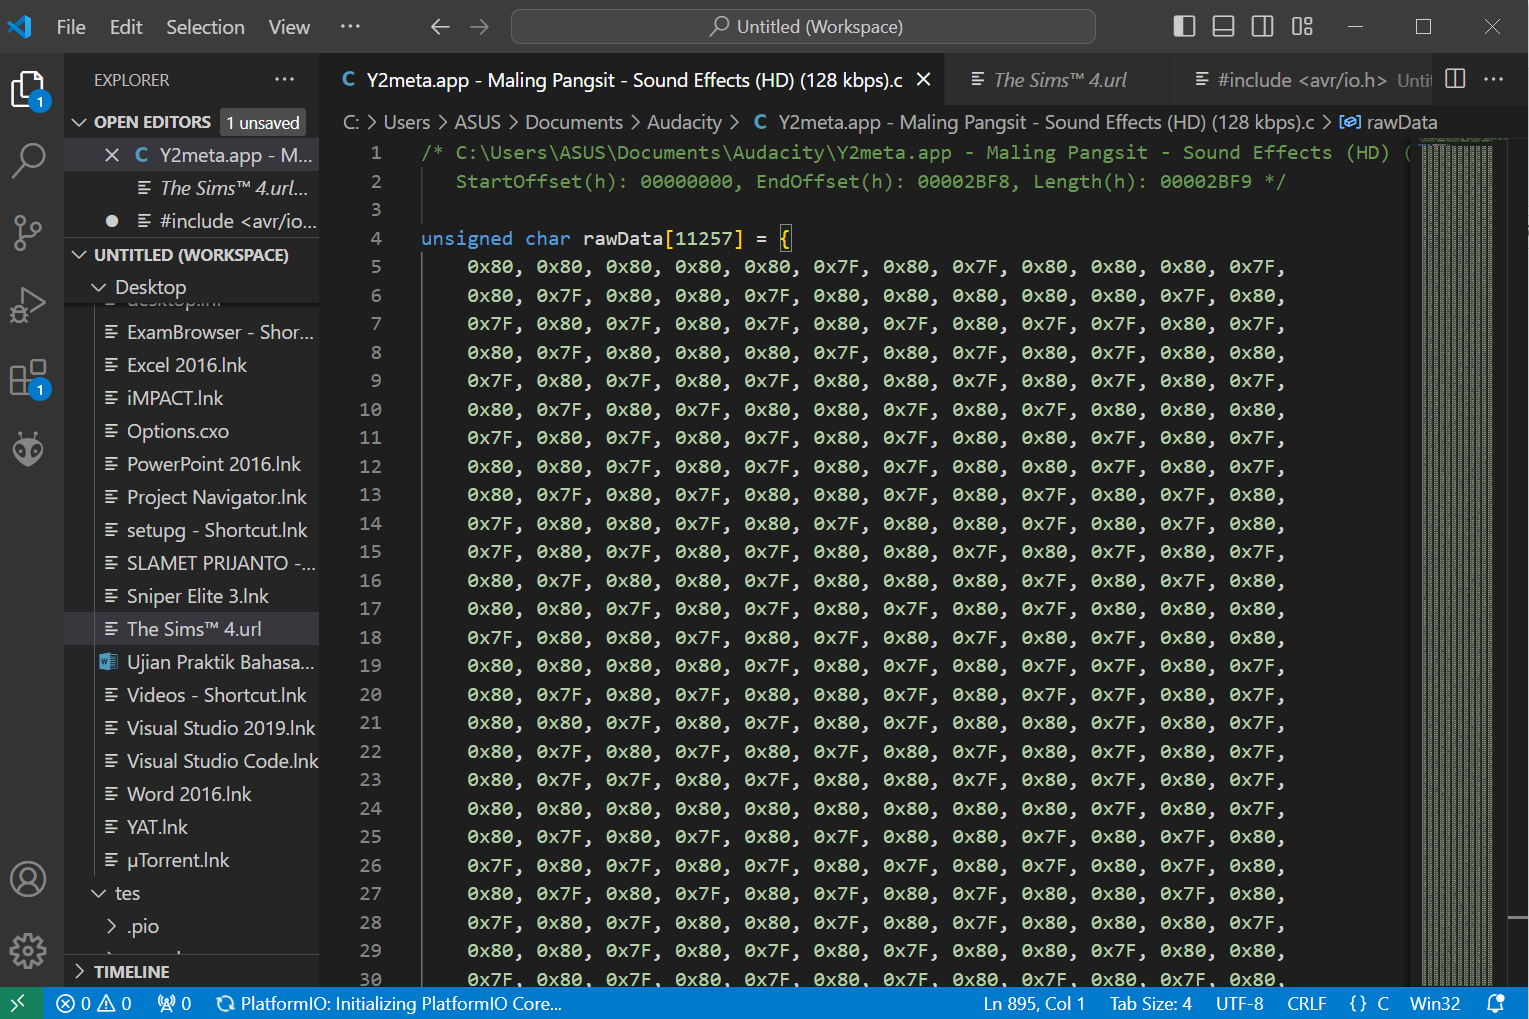 File Edit Selection View ···
Untitled (Workspace)
EXPLORER
OPEN EDITORS 1 unsaved
Y2meta.app - M...
The Sims™ 4.url...
#include <avr/io...
UNTITLED (WORKSPACE)
Desktop
desktop.ini
ExamBrowser - Shor...
Excel 2016.lnk
iMPACT.lnk
Options.cxo
PowerPoint 2016.lnk
Project Navigator.lnk
setupg - Shortcut.lnk
SLAMET PRIJANTO -...
Sniper Elite 3.lnk
The Sims™ 4.url
Ujian Praktik Bahasa...
Videos - Shortcut.lnk
Visual Studio 2019.lnk
Visual Studio Code.lnk
Word 2016.lnk
YAT.lnk
µTorrent.lnk
tes
.pio
TIMELINE
1
1
C Y2meta.app - Maling Pangsit - Sound Effects (HD) (128 kbps).c The Sims™ 4.url #include <avr/io.h> Unti
C: > Users > ASUS > Documents > Audacity > C Y2meta.app - Maling Pangsit - Sound Effects (HD) (128 kbps).c > rawData
1 /* C:\Users\ASUS\Documents\Audacity\Y2meta.app - Maling Pangsit - Sound Effects (HD) (
2 StartOffset(h): 00000000, EndOffset(h): 00002BF8, Length(h): 00002BF9 */
3
4 unsigned char rawData[11257] = {
5 0x80, 0x80, 0x80, 0x80, 0x80, 0x7F, 0x80, 0x7F, 0x80, 0x80, 0x80, 0x7F,
6 0x80, 0x7F, 0x80, 0x80, 0x7F, 0x80, 0x80, 0x80, 0x80, 0x80, 0x7F, 0x80,
7 0x7F, 0x80, 0x7F, 0x80, 0x7F, 0x80, 0x7F, 0x80, 0x7F, 0x7F, 0x80, 0x7F,
8 0x80, 0x7F, 0x80, 0x80, 0x80, 0x7F, 0x80, 0x7F, 0x80, 0x7F, 0x80, 0x80,
9 0x7F, 0x80, 0x7F, 0x80, 0x7F, 0x80, 0x80, 0x7F, 0x80, 0x7F, 0x80, 0x7F,
10 0x80, 0x7F, 0x80, 0x7F, 0x80, 0x80, 0x7F, 0x80, 0x7F, 0x80, 0x80, 0x80,
11 0x7F, 0x80, 0x7F, 0x80, 0x80, 0x80, 0x7F, 0x80, 0x80, 0x7F, 0x80, 0x7F,
12 0x80, 0x80, 0x7F, 0x80, 0x7F, 0x80, 0x7F, 0x80, 0x80, 0x7F, 0x80, 0x7F,
13 0x80, 0x7F, 0x80, 0x7F, 0x80, 0x80, 0x7F, 0x80, 0x7F, 0x80, 0x7F, 0x80,
14 0x7F, 0x80, 0x80, 0x7F, 0x80, 0x7F, 0x80, 0x80, 0x7F, 0x80, 0x7F, 0x80,
15 0x7F, 0x80, 0x7F, 0x80, 0x7F, 0x80, 0x80, 0x7F, 0x80, 0x7F, 0x80, 0x7F,
16 0x80, 0x7F, 0x80, 0x80, 0x7F, 0x80, 0x80, 0x80, 0x7F, 0x80, 0x7F, 0x80,
17 0x80, 0x80, 0x7F, 0x80, 0x7F, 0x80, 0x80, 0x7F, 0x7F, 0x80, 0x80, 0x80,
18 0x7F, 0x80, 0x7F, 0x80, 0x80, 0x7F, 0x80, 0x80, 0x7F, 0x80, 0x80, 0x7F,
19 0x80, 0x80, 0x80, 0x80, 0x7F, 0x80, 0x80, 0x7F, 0x7F, 0x7F, 0x80, 0x7F,
20 0x80, 0x7F, 0x80, 0x7F, 0x80, 0x80, 0x7F, 0x80, 0x7F, 0x7F, 0x80, 0x7F,
21 0x80, 0x80, 0x7F, 0x80, 0x7F, 0x80, 0x7F, 0x80, 0x80, 0x7F, 0x80, 0x7F,
22 0x80, 0x7F, 0x80, 0x7F, 0x80, 0x7F, 0x80, 0x7F, 0x80, 0x7F, 0x80, 0x80,
23 0x80, 0x7F, 0x7F, 0x80, 0x7F, 0x80, 0x80, 0x7F, 0x80, 0x7F, 0x80, 0x7F,
24 0x80, 0x80, 0x80, 0x80, 0x80, 0x80, 0x7F, 0x80, 0x80, 0x7F, 0x80, 0x7F,
25 0x80, 0x7F, 0x80, 0x7F, 0x80, 0x7F, 0x80, 0x80, 0x7F, 0x80, 0x7F, 0x80,
26 0x7F, 0x80, 0x80, 0x7F, 0x80, 0x80, 0x7F, 0x80, 0x7F, 0x80, 0x7F, 0x80,
27 0x80, 0x7F, 0x80, 0x7F, 0x80, 0x80, 0x7F, 0x80, 0x7F, 0x80, 0x80, 0x7F,
28 0x7F, 0x80, 0x7F, 0x80, 0x80, 0x7F, 0x80, 0x7F, 0x80, 0x80, 0x80, 0x7F,
29 0x80, 0x80, 0x7F, 0x80, 0x7F, 0x80, 0x80, 0x80, 0x80, 0x7F, 0x80, 0x80,
30 0x7F, 0x7F, 0x80, 0x80, 0x7F, 0x80, 0x80, 0x80, 0x7F, 0x80, 0x7F, 0x80,
0 0 0 PlatformIO: Initializing PlatformIO Core... Ln 895, Col 1 Tab Size: 4 UTF-8 CRLF {} C Win32